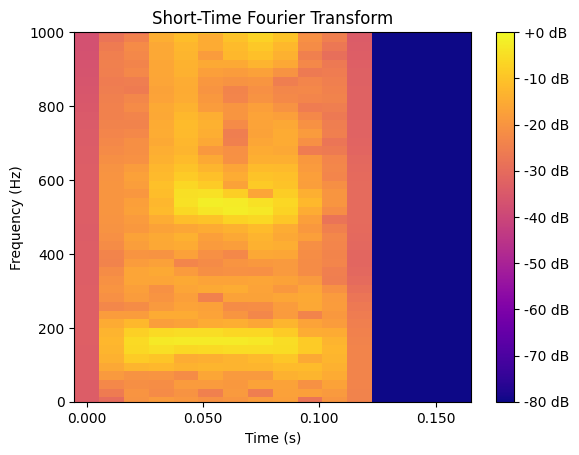 Short-Time Fourier Transform
1000
800
600
400
200
0
Frequency (Hz)
0.000
0.050
0.100
0.150
Time (s)
+0 dB
-10 dB
-20 dB
-30 dB
-40 dB
-50 dB
-60 dB
-70 dB
-80 dB